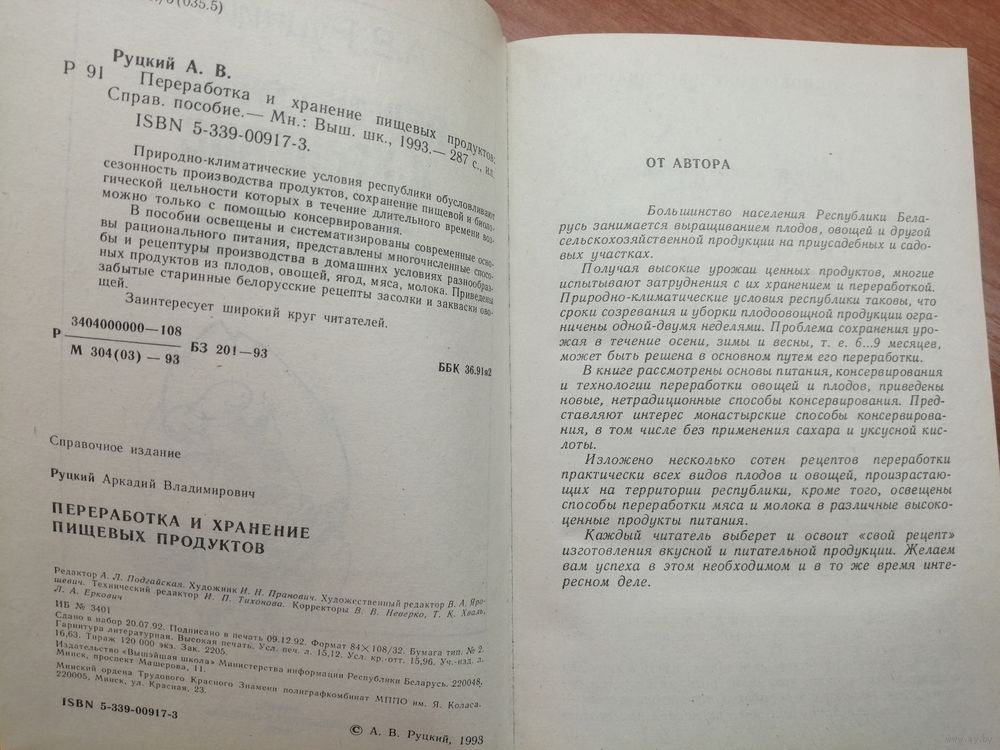 (035.5)
Руцкий А. В.
Р 91
Переработка и хранение пищевых продуктов:
Справ. пособие.— Мн.: Выш. шк., 1993.— 287 с., ил.
ISBN 5-339-00917-3.
Природно-климатические условия республики обусловливают
сезонность производства продуктов, сохранение пищевой и биоло-
гической цельности которых в течение длительного времени воз-
можно только с помощью консервирования.
В пособии освещены и систематизированы современные осно-
вы рационального питания, представлены многочисленные спосо-
бы и рецептуры производства в домашних условиях разнообраз-
ных продуктов из плодов, овощей, ягод, мяса, молока. Приведены
забытые старинные белорусские рецепты засолки и закваски ово-
щей.
Заинтересует широкий круг читателей.
Р 3404000000—108
М 304(03) — 93
БЗ 201—93
ББК 36.91я2
Справочное издание
Руцкий Аркадий Владимирович
ПЕРЕРАБОТКА И ХРАНЕНИЕ
ПИЩЕВЫХ ПРОДУКТОВ
Редактор А. Л. Подгайская. Художник И. Н. Пранович. Художественный редактор В. А. Яро-
шевич. Технический редактор И. П. Тихонова. Корректоры В. В. Неверко, Т. К. Хваль,
Л. А. Еркович
ИБ № 3401
Сдано в набор 20.07.92. Подписано в печать 09.12.92. Формат 84×108/32. Бумага тип. № 2.
Гарнитура литературная. Высокая печать. Усл. печ. л. 15,12. Усл. кр.-отт. 15,96. Уч.-изд. л.
16,63. Тираж 120 000 экз. Зак. 2205.
Издательство «Вышэйшая школа» Министерства информации Республики Беларусь. 220048,
Минск, проспект Машерова, 11.
Минский ордена Трудового Красного Знамени полиграфкомбинат МППО им. Я. Коласа.
220005, Минск, ул. Красная, 23.
ISBN 5-339-00917-3
© А. В. Руцкий, 1993
ОТ АВТОРА
Большинство населения Республики Бела-
русь занимается выращиванием плодов, овощей и другой
сельскохозяйственной продукции на приусадебных и садо-
вых участках.
Получая высокие урожаи ценных продуктов, многие
испытывают затруднения с их хранением и переработкой.
Природно-климатические условия республики таковы, что
сроки созревания и уборки плодоовощной продукции огра-
ничены одной-двумя неделями. Проблема сохранения уро-
жая в течение осени, зимы и весны, т. е. 6...9 месяцев,
может быть решена в основном путем его переработки.
В книге рассмотрены основы питания, консервирования
и технологии переработки овощей и плодов, приведены
новые, нетрадиционные способы консервирования. Пред-
ставляют интерес монастырские способы консервирова-
ния, в том числе без применения сахара и уксусной кис-
лоты.
Изложено несколько сотен рецептов переработки
практически всех видов плодов и овощей, произрастаю-
щих на территории республики, кроме того, освещены
способы переработки мяса и молока в различные высоко-
ценные продукты питания.
Каждый читатель выберет и освоит «свой рецепт»
изготовления вкусной и питательной продукции. Желаем
вам успеха в этом необходимом и в то же время инте-
ресном деле.